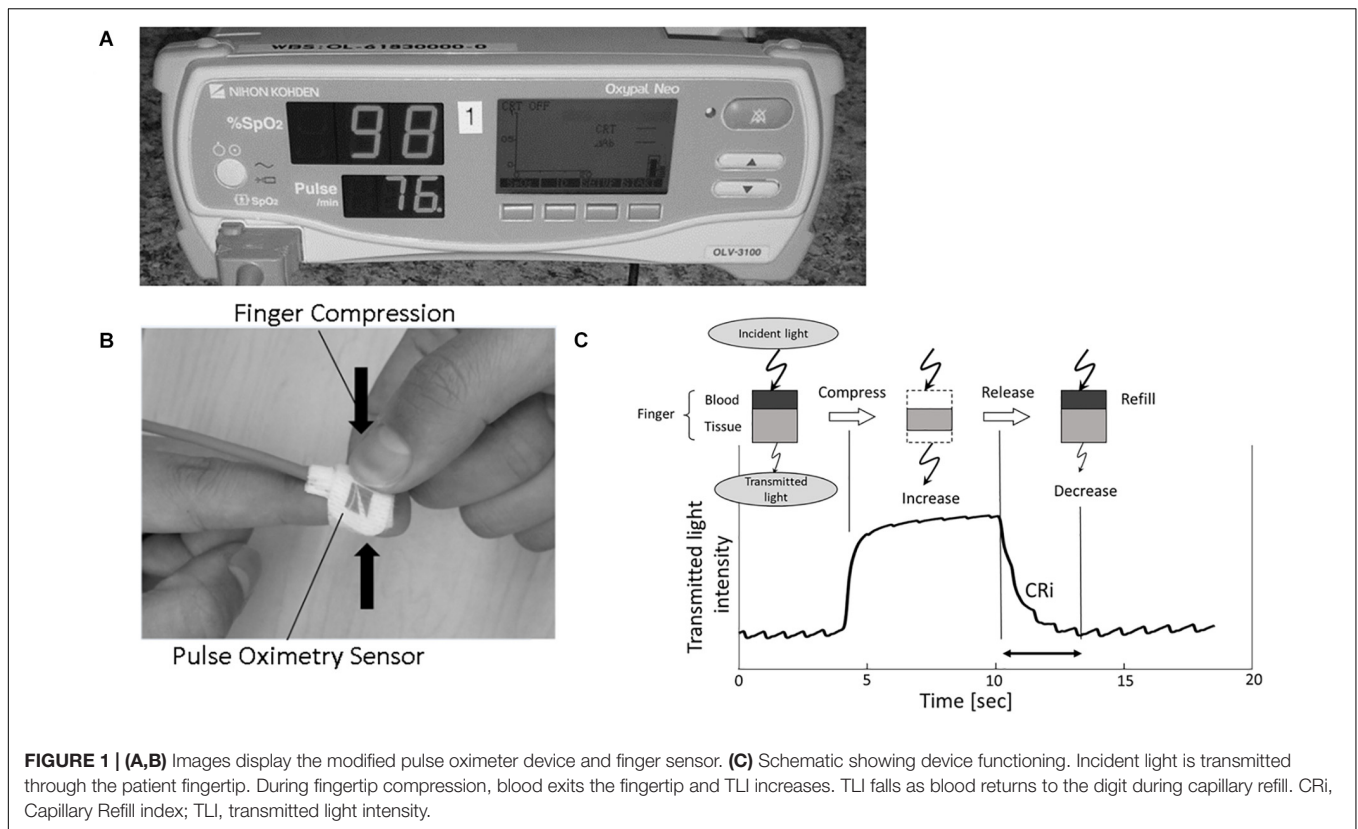 A
WBS:OL-61830000-0
NIHON KOHDEN
Oxypal Neo
%SpO2
98
1
CRT OFF
CRT
Pulse
/min
76.
SpO2
SETUP
START
OLV-3100
Finger Compression
B
Pulse Oximetry Sensor
C
Incident light
Blood
Finger
Tissue
Compress
Release
Refill
Transmitted
light
Increase
Decrease
Transmitted light
intensity
CRi
0
5
10
15
20
Time [sec]
FIGURE 1 | (A,B) Images display the modified pulse oximeter device and finger sensor. (C) Schematic showing device functioning. Incident light is transmitted
through the patient fingertip. During fingertip compression, blood exits the fingertip and TLI increases. TLI falls as blood returns to the digit during capillary refill. CRi,
Capillary Refill index; TLI, transmitted light intensity.